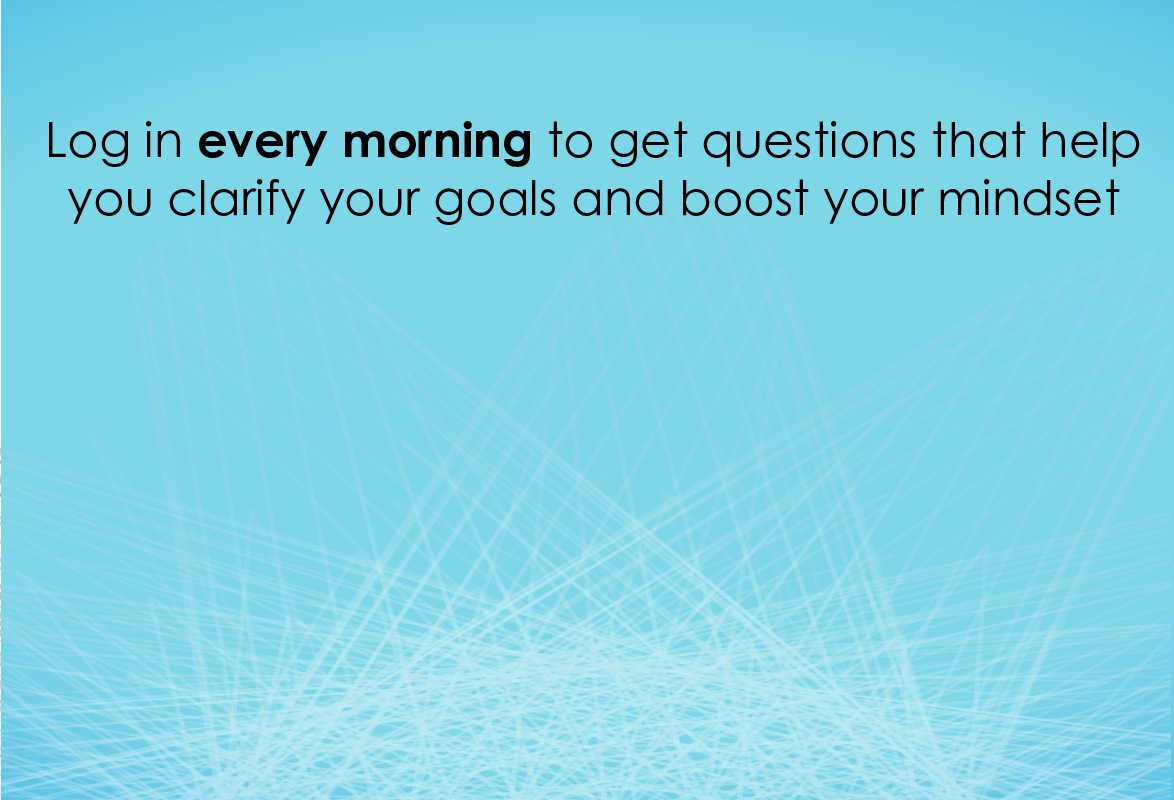 Log in every morning to get questions that help
you clarify your goals and boost your mindset